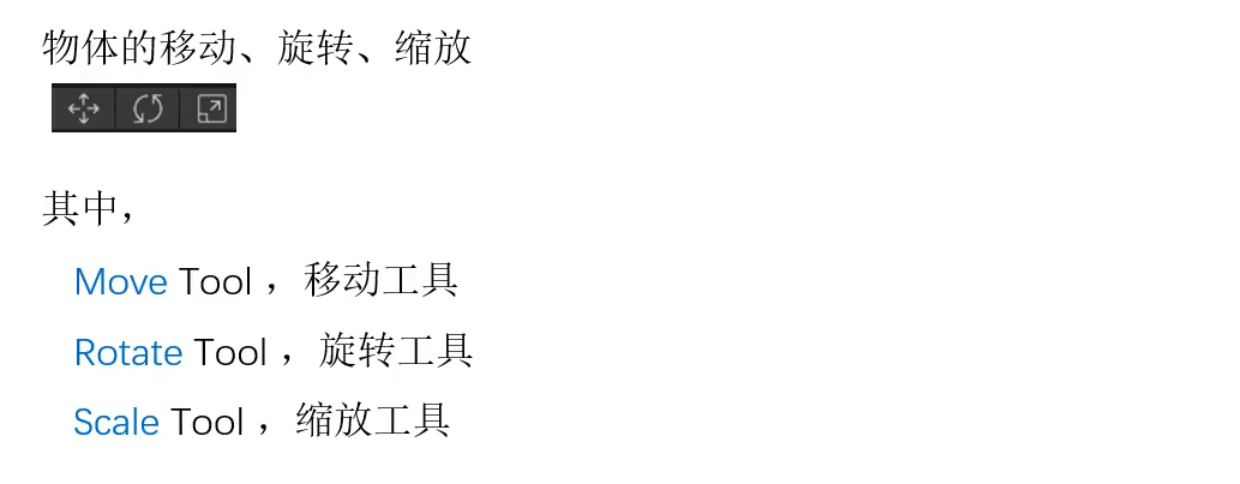 物体的移动、旋转、缩放
其中，
Move Tool ，移动工具
Rotate Tool ，旋转工具
Scale Tool ，缩放工具